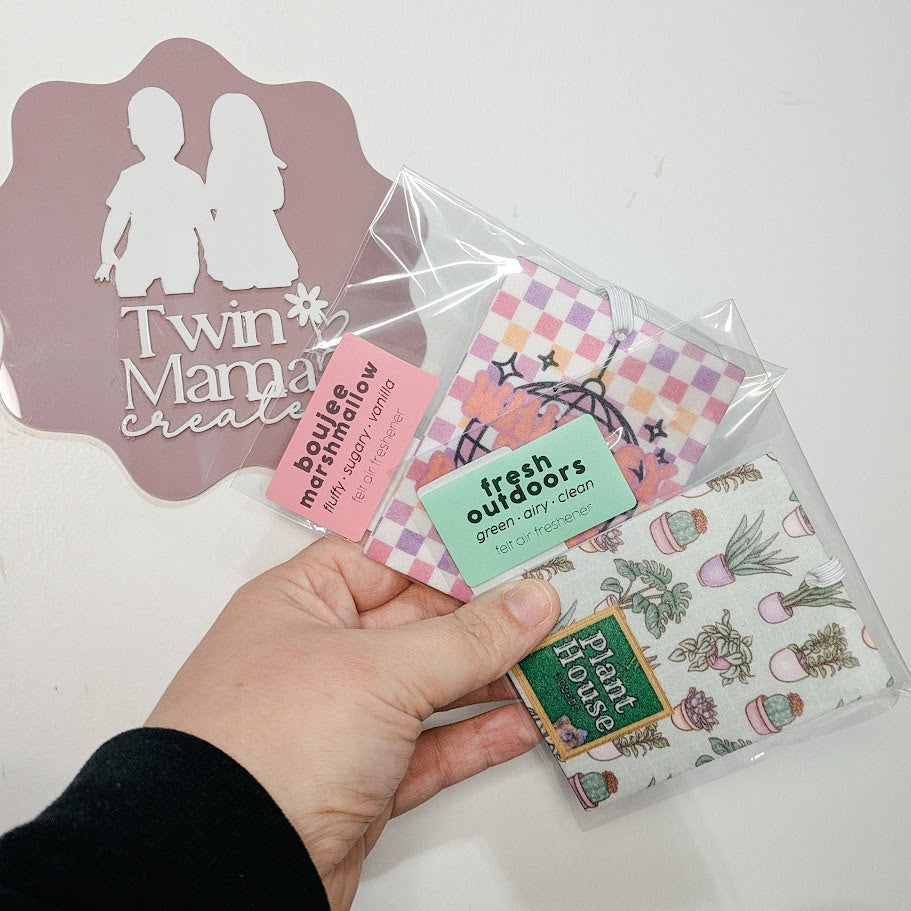 Twin
Mama
create
boujee
marshmallow
fluffy · sugary · vanilla
felt air freshener
fresh
outdoors
green · airy · clean
felt air freshener
Plant
House